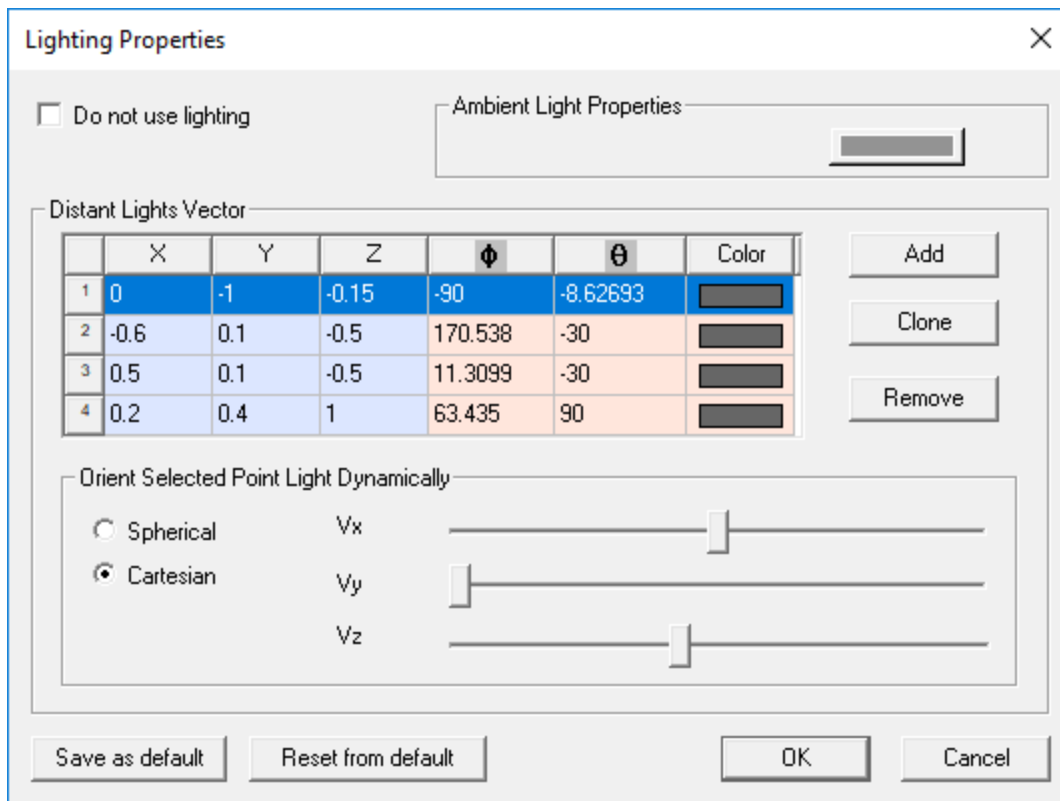 Lighting Properties
Do not use lighting
Ambient Light Properties
Distant Lights Vector
X Y Z ϕ θ Color
1 0 -1 -0.15 -90 -8.62693
2 -0.6 0.1 -0.5 170.538 -30
3 0.5 0.1 -0.5 11.3099 -30
4 0.2 0.4 1 63.435 90
Add
Clone
Remove
Orient Selected Point Light Dynamically
Spherical
Cartesian
Vx
Vy
Vz
Save as default
Reset from default
OK
Cancel